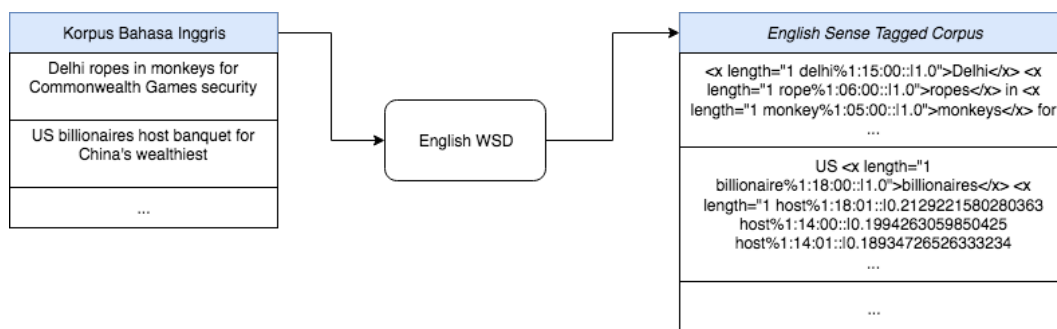 Korpus Bahasa Inggris
Delhi ropes in monkeys for
Commonwealth Games security
US billionaires host banquet for
China's wealthiest
...
English WSD
English Sense Tagged Corpus
<x length="1 delhi%1:15:00::|1.0">Delhi</x> <x
length="1 rope%1:06:00::|1.0">ropes</x> in <x
length="1 monkey%1:05:00::|1.0">monkeys</x> for
...
US <x length="1
billionaire%1:18:00::|1.0">billionaires</x> <x
length="1 host%1:18:01::|0.2129221580280363
host%1:14:00::|0.1994263059850425
host%1:14:01::|0.18934726526333234
...
...